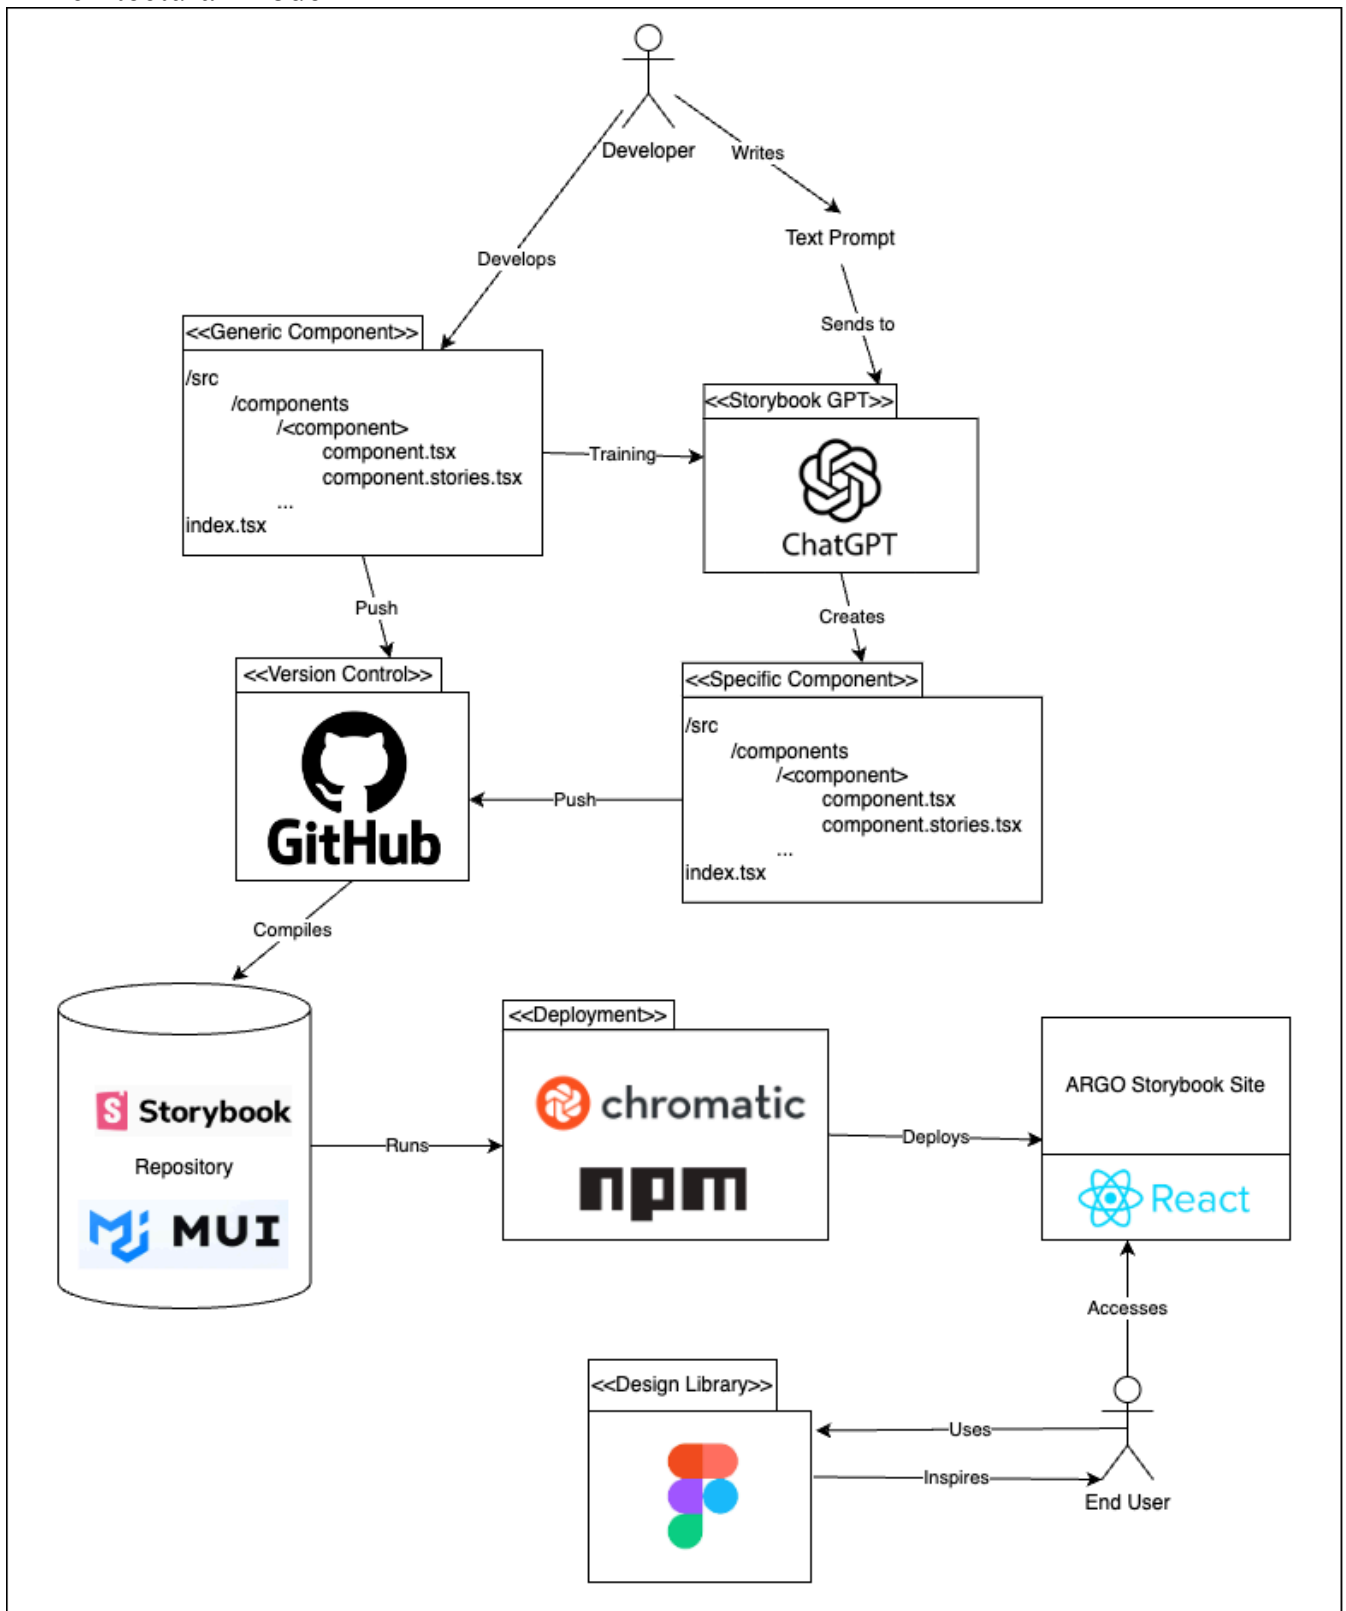 Developer
Writes
Text Prompt
Develops
Sends to
<<Generic Component>>
/src
/components
/<component>
component.tsx
component.stories.tsx
...
index.tsx
Training
<<Storybook GPT>>
ChatGPT
Push
Creates
<<Version Control>>
GitHub
<<Specific Component>>
/src
/components
/<component>
component.tsx
component.stories.tsx
...
index.tsx
Push
Compiles
Storybook
Repository
MUI
Runs
<<Deployment>>
chromatic
npm
Deploys
ARGO Storybook Site
React
Accesses
<<Design Library>>
Uses
Inspires
End User